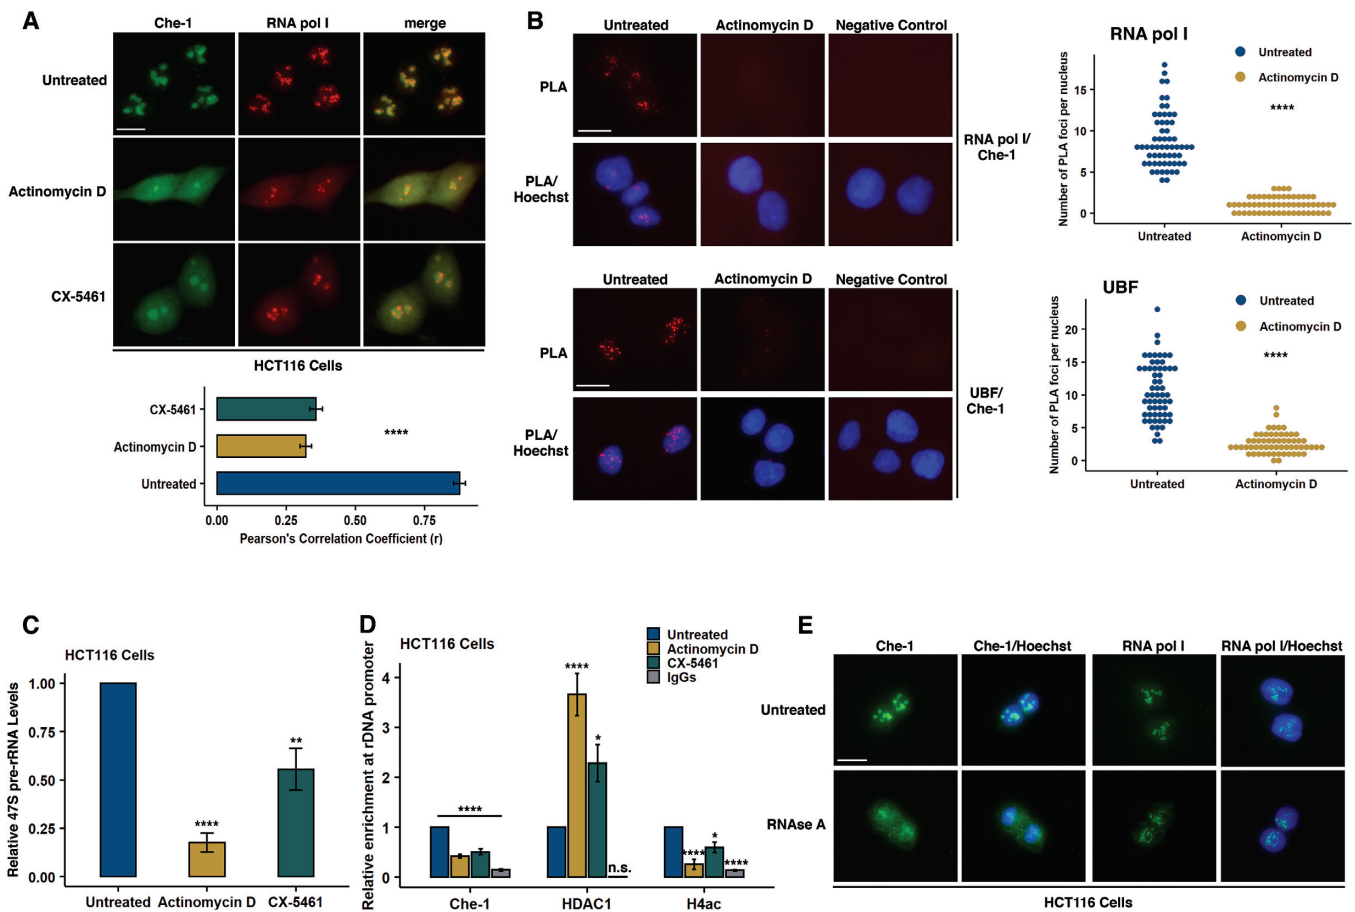 A
Che-1 RNA pol I merge
Untreated
Actinomycin D
CX-5461
HCT116 Cells
CX-5461
Actinomycin D
Untreated
****
0.00 0.25 0.50 0.75
Pearson's Correlation Coefficient (r)
B
Untreated Actinomycin D Negative Control
PLA
PLA/
Hoechst
RNA pol I/
Che-1
Untreated Actinomycin D Negative Control
PLA
PLA/
Hoechst
UBF/
Che-1
RNA pol I
Untreated
Actinomycin D
****
Number of PLA foci per nucleus
15
10
5
0
Untreated Actinomycin D
UBF
Untreated
Actinomycin D
****
Number of PLA foci per nucleus
20
15
10
5
0
Untreated Actinomycin D
C
HCT116 Cells
Relative 47S pre-rRNA Levels
1.00
0.75
0.50
0.25
0.00
****
**
Untreated Actinomycin D CX-5461
D
HCT116 Cells
Untreated
Actinomycin D
CX-5461
IgGs
Relative enrichment at rDNA promoter
4
3
2
1
0
****
****
*
n.s.
****
*
****
Che-1 HDAC1 H4ac
E
Che-1 Che-1/Hoechst RNA pol I RNA pol I/Hoechst
Untreated
RNAse A
HCT116 Cells